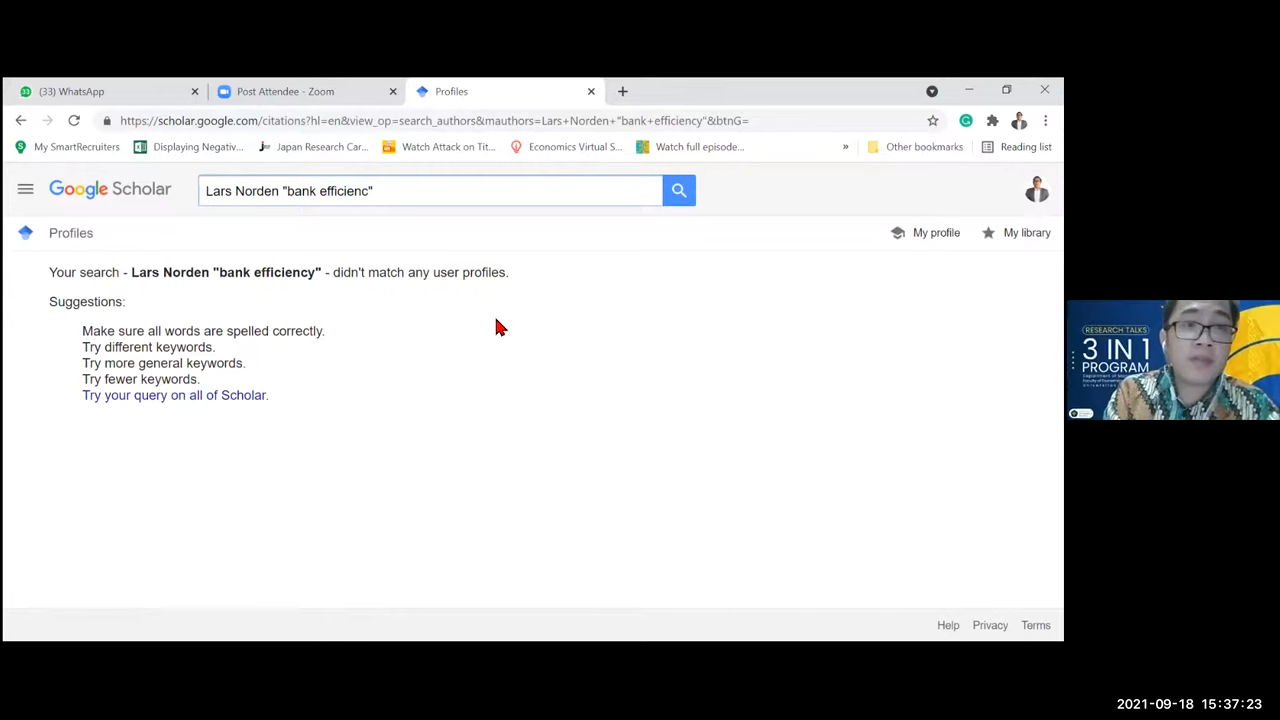 33 (33) WhatsApp
Post Attendee - Zoom
Profiles
https://scholar.google.com/citations?hl=en&view_op=search_authors&mauthors=Lars+Norden+"bank+efficiency"&btnG=
My SmartRecruiters
Displaying Negativ...
Japan Research Car...
Watch Attack on Tit...
Economics Virtual S...
Watch full episode...
»
Other bookmarks
Reading list
Google Scholar
Lars Norden "bank efficienc"
Profiles
My profile
My library
Your search - Lars Norden "bank efficiency" - didn't match any user profiles.
Suggestions:
Make sure all words are spelled correctly.
Try different keywords.
Try more general keywords.
Try fewer keywords.
Try your query on all of Scholar.
RESEARCH TALKS
3 IN 1
PROGRAM
Help
Privacy
Terms
2021-09-18 15:37:23